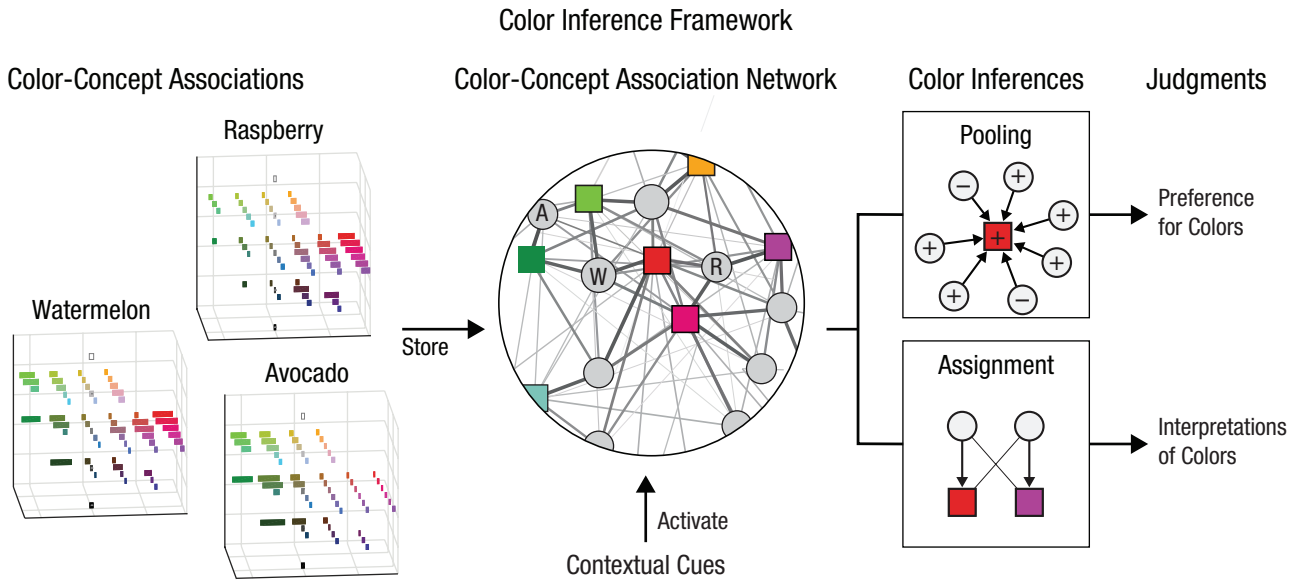 Color Inference Framework
Color-Concept Associations
Color-Concept Association Network
Color Inferences
Judgments
Raspberry
Watermelon
Avocado
Store
A
W
R
Activate
Contextual Cues
Pooling
−
+
+
+
+
+
+
−
+
Preference
for Colors
Assignment
Interpretations
of Colors